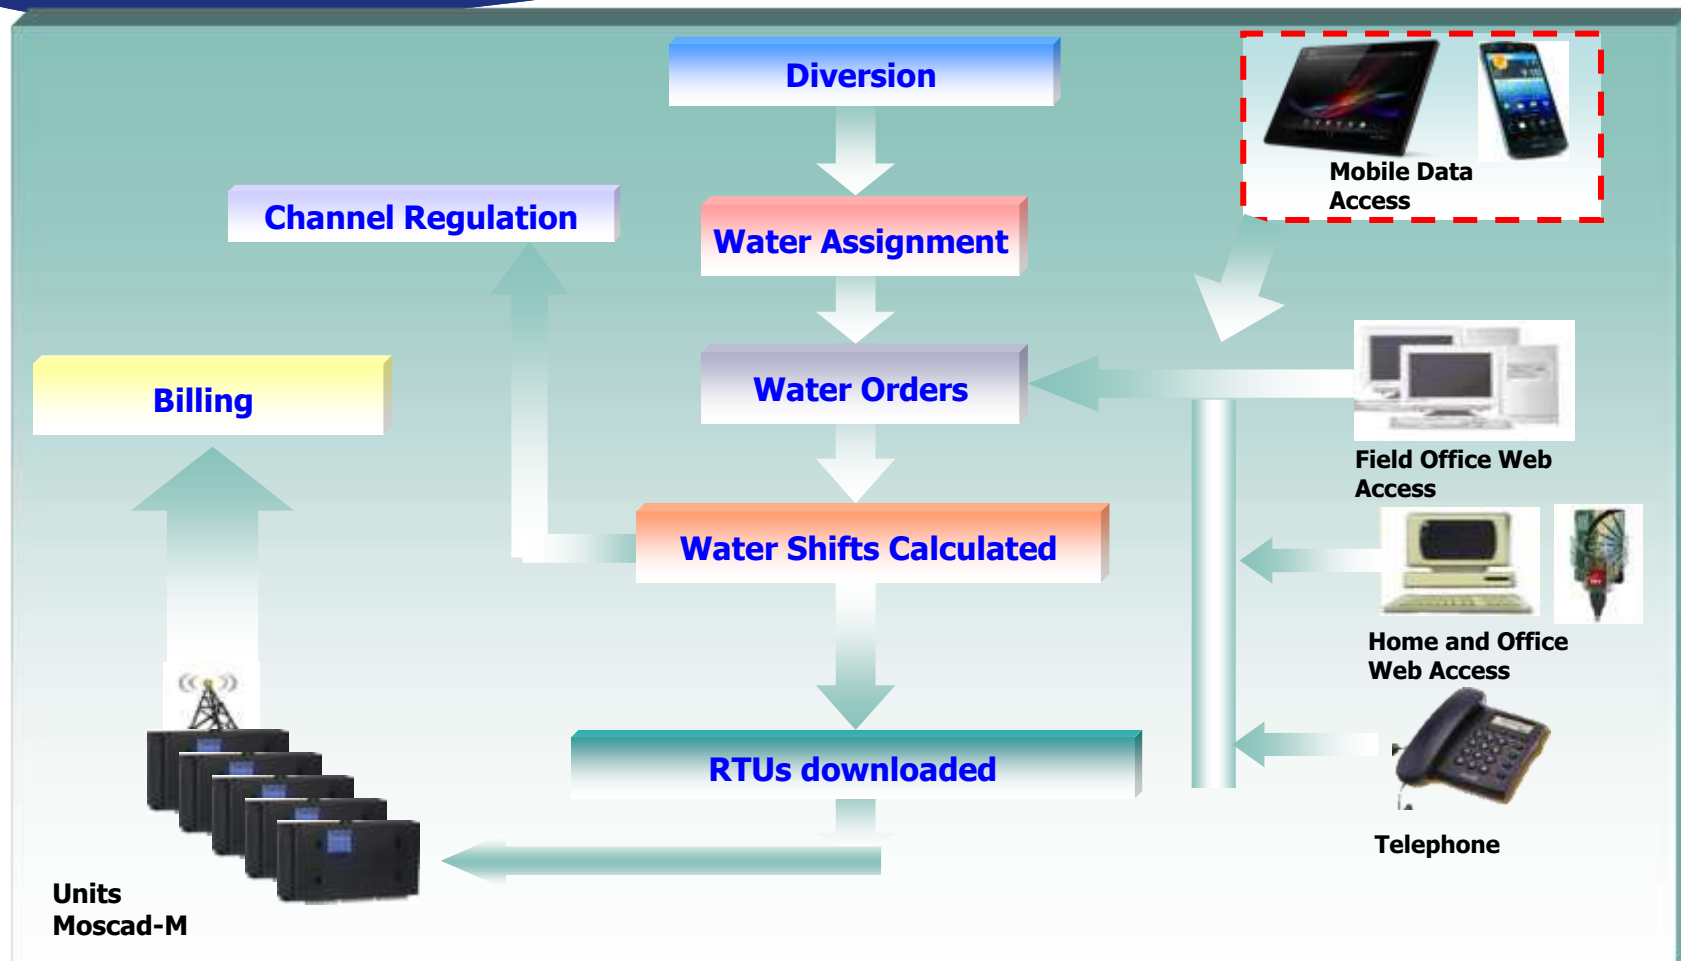 Diversion
Mobile Data
Access
Channel Regulation
Water Assignment
Water Orders
Billing
Field Office Web
Access
Water Shifts Calculated
Home and Office
Web Access
RTUs downloaded
Telephone
Units
Moscad-M